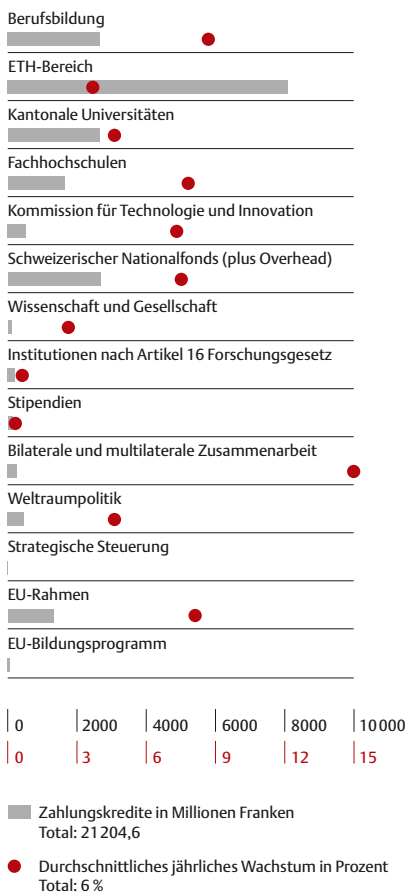 Berufsbildung
ETH-Bereich
Kantonale Universitäten
Fachhochschulen
Kommission für Technologie und Innovation
Schweizerischer Nationalfonds (plus Overhead)
Wissenschaft und Gesellschaft
Institutionen nach Artikel 16 Forschungsgesetz
Stipendien
Bilaterale und multilaterale Zusammenarbeit
Weltraumpolitik
Strategische Steuerung
EU-Rahmen
EU-Bildungsprogramm
0 2000 4000 6000 8000 10 000
0 3 6 9 12 15
Zahlungskredite in Millionen Franken
Total: 21 204,6
Durchschnittliches jährliches Wachstum in Prozent
Total: 6 %